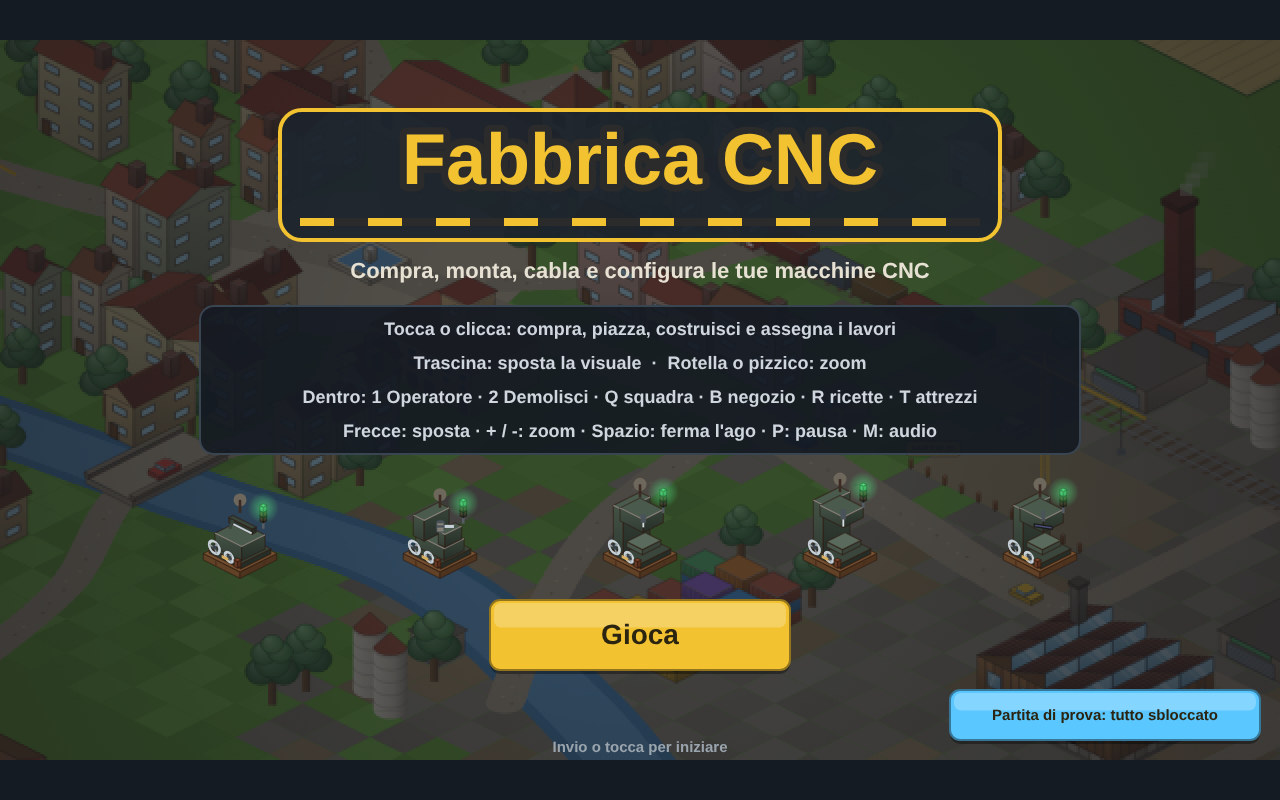 Fabbrica CNC
Compra, monta, cabla e configura le tue macchine CNC
Tocca o clicca: compra, piazza, costruisci e assegna i lavori
Trascina: sposta la visuale · Rotella o pizzico: zoom
Dentro: 1 Operatore · 2 Demolisci · Q squadra · B negozio · R ricette · T attrezzi
Frecce: sposta · + / -: zoom · Spazio: ferma l'ago · P: pausa · M: audio
Gioca
Partita di prova: tutto sbloccato
Invio o tocca per iniziare